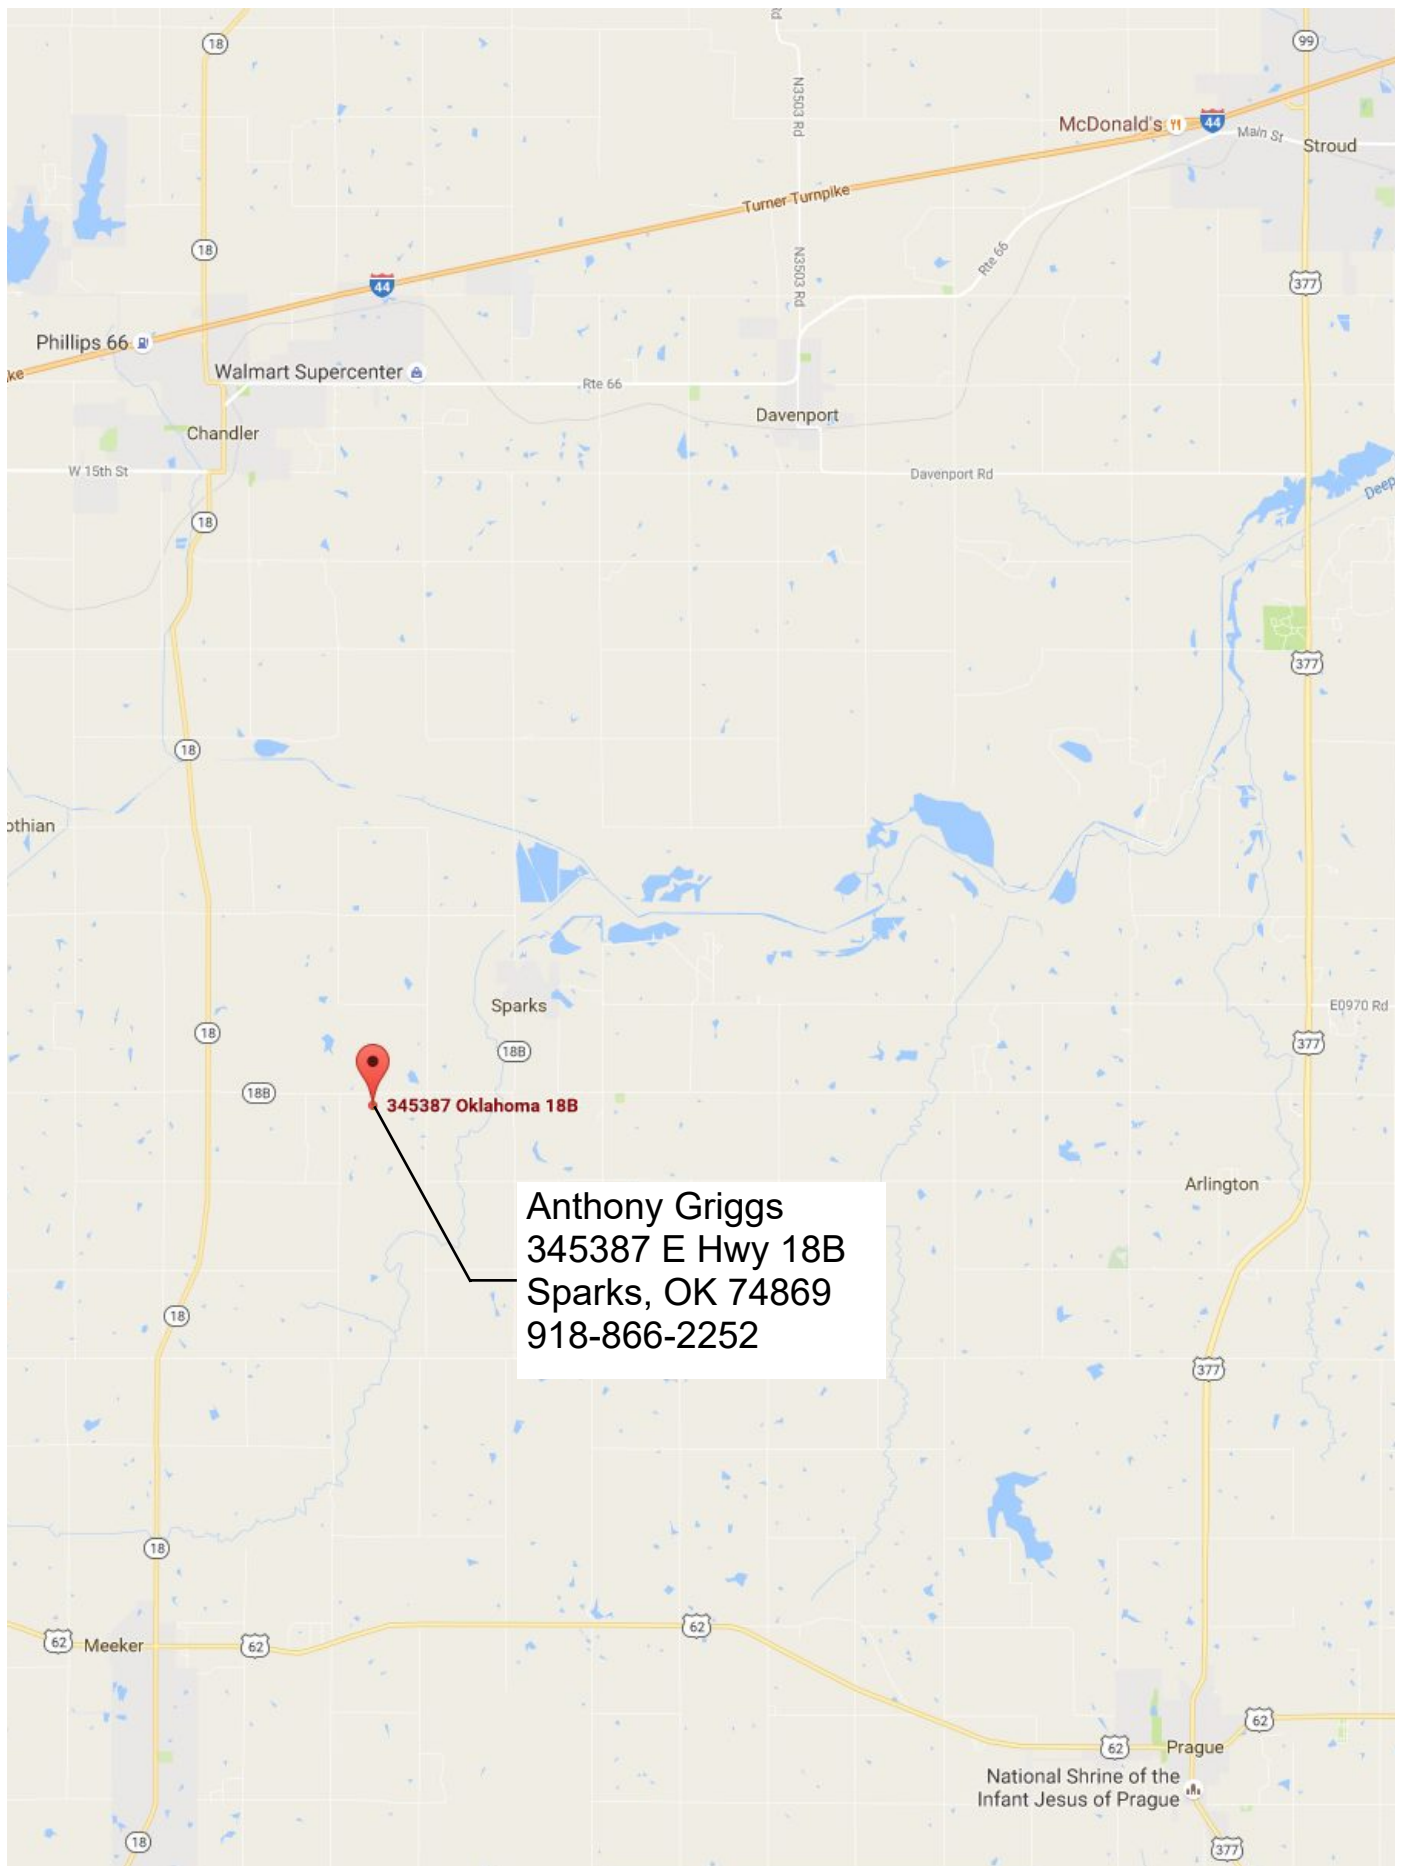 18
99
N3503 Rd
McDonald's
44
Main St
Stroud
Turner Turnpike
18
N3503 Rd
Rte 66
44
377
Phillips 66
Walmart Supercenter
Rte 66
Davenport
Chandler
W 15th St
Davenport Rd
Deep
18
377
18
othian
Sparks
E0970 Rd
18
18B
377
18B
345387 Oklahoma 18B
Arlington
Anthony Griggs
345387 E Hwy 18B
Sparks, OK 74869
918-866-2252
18
377
18
62
62
Meeker
62
62
62
Prague
National Shrine of the
Infant Jesus of Prague
18
377